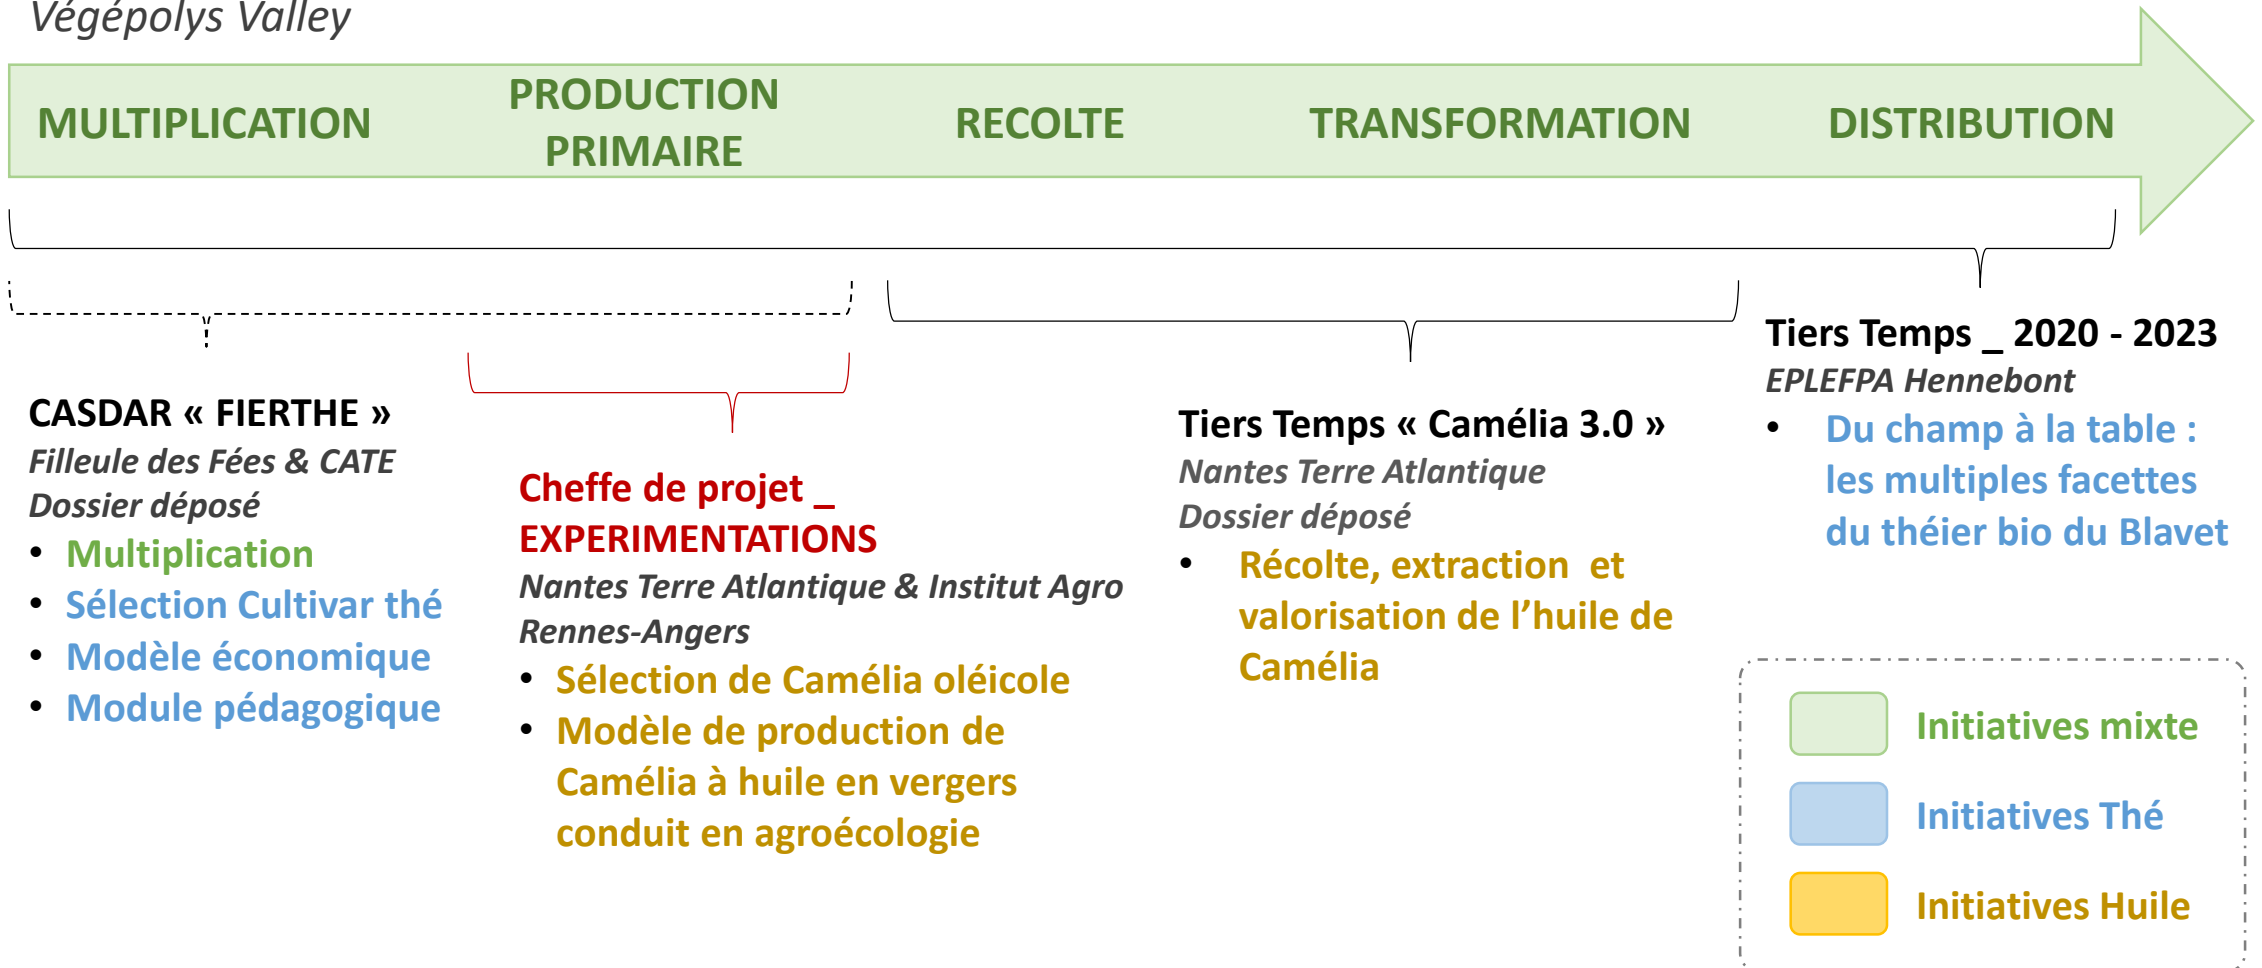 Végépolys Valley
MULTIPLICATION
PRODUCTION
PRIMAIRE
RECOLTE
TRANSFORMATION
DISTRIBUTION
CASDAR « FIERTHE »
Filleule des Fées & CATE
Dossier déposé
• Multiplication
• Sélection Cultivar thé
• Modèle économique
• Module pédagogique
Cheffe de projet _
EXPERIMENTATIONS
Nantes Terre Atlantique & Institut Agro
Rennes-Angers
• Sélection de Camélia oléicole
• Modèle de production de
Camélia à huile en vergers
conduit en agroécologie
Tiers Temps « Camélia 3.0 »
Nantes Terre Atlantique
Dossier déposé
• Récolte, extraction et
valorisation de l’huile de
Camélia
Tiers Temps _ 2020 - 2023
EPLEFPA Hennebont
• Du champ à la table :
les multiples facettes
du théier bio du Blavet
Initiatives mixte
Initiatives Thé
Initiatives Huile